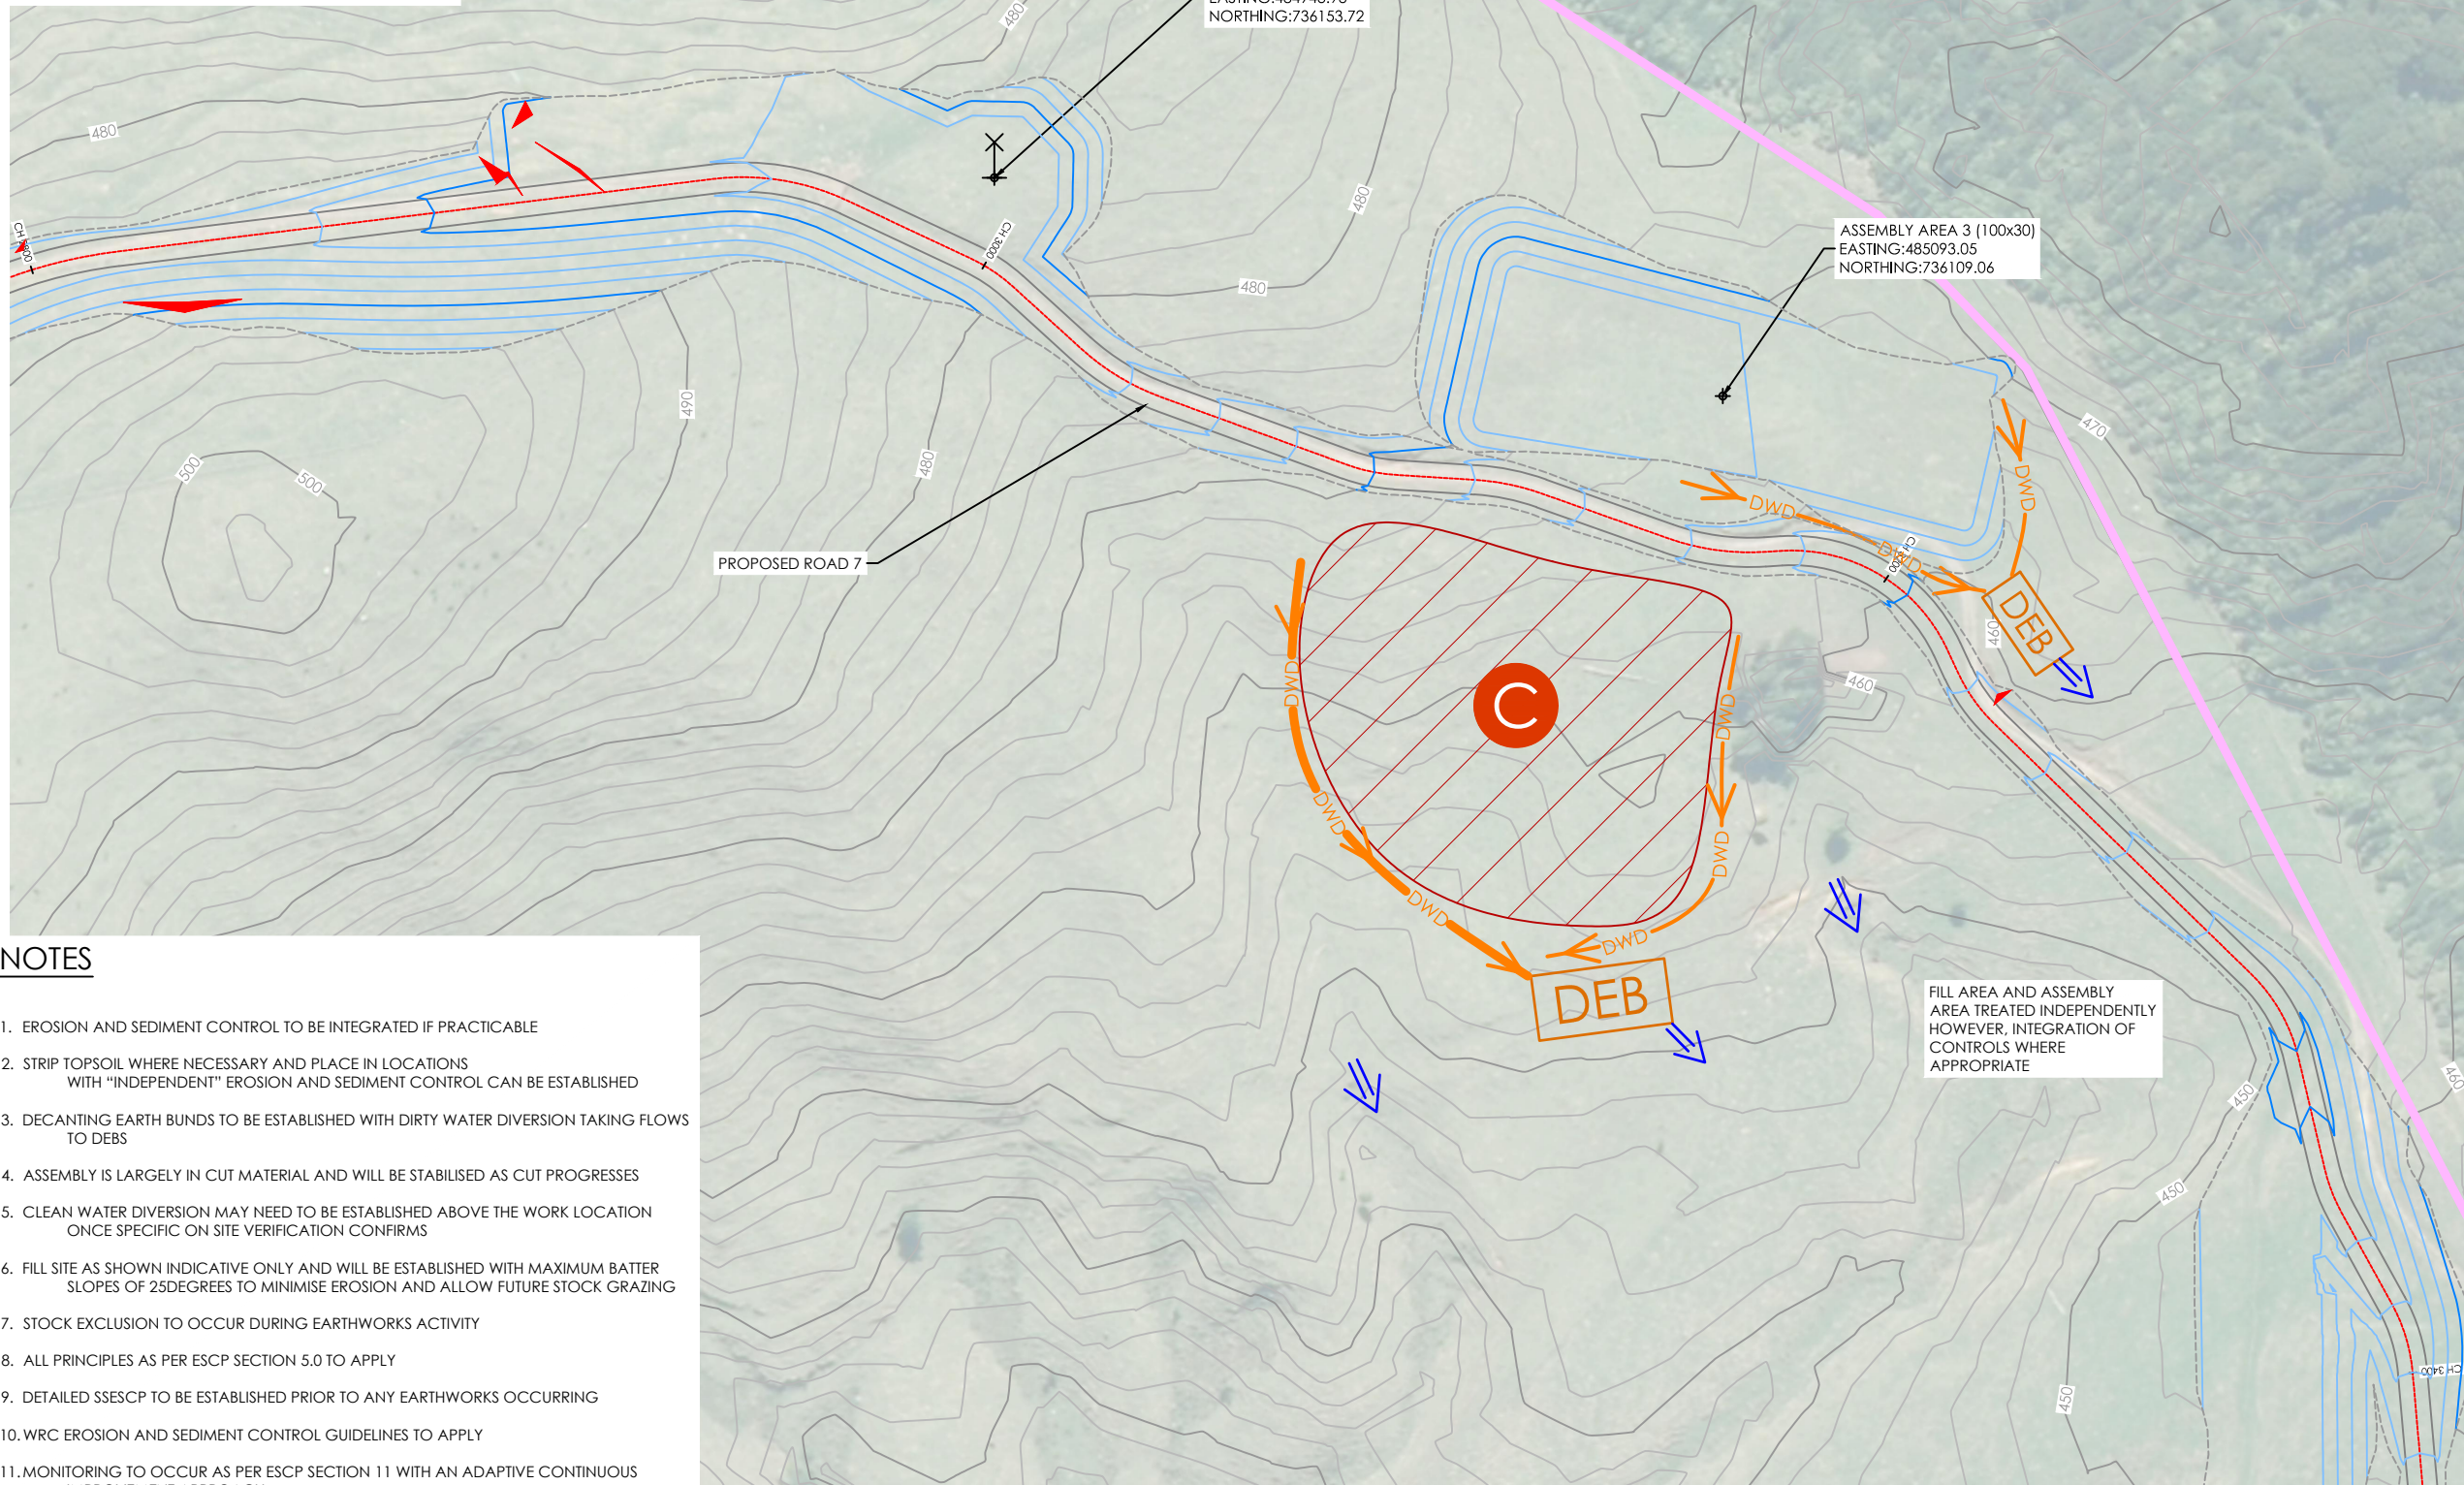 NORTHING:736153.72
480
480
480
480
CH 3000
ASSEMBLY AREA 3 (100x30)
EASTING:485093.05
NORTHING:736109.06
490
480
500
500
470
PROPOSED ROAD 7
DWD
DWD
DWD
DEB
460
460
C
DWD
DWD
DWD
DWD
DWD
DWD
DEB
FILL AREA AND ASSEMBLY
AREA TREATED INDEPENDENTLY
HOWEVER, INTEGRATION OF
CONTROLS WHERE
APPROPRIATE
450
460
450
450
CH 3400
NOTES
1. EROSION AND SEDIMENT CONTROL TO BE INTEGRATED IF PRACTICABLE
2. STRIP TOPSOIL WHERE NECESSARY AND PLACE IN LOCATIONS
WITH “INDEPENDENT” EROSION AND SEDIMENT CONTROL CAN BE ESTABLISHED
3. DECANTING EARTH BUNDS TO BE ESTABLISHED WITH DIRTY WATER DIVERSION TAKING FLOWS
TO DEBS
4. ASSEMBLY IS LARGELY IN CUT MATERIAL AND WILL BE STABILISED AS CUT PROGRESSES
5. CLEAN WATER DIVERSION MAY NEED TO BE ESTABLISHED ABOVE THE WORK LOCATION
ONCE SPECIFIC ON SITE VERIFICATION CONFIRMS
6. FILL SITE AS SHOWN INDICATIVE ONLY AND WILL BE ESTABLISHED WITH MAXIMUM BATTER
SLOPES OF 25DEGREES TO MINIMISE EROSION AND ALLOW FUTURE STOCK GRAZING
7. STOCK EXCLUSION TO OCCUR DURING EARTHWORKS ACTIVITY
8. ALL PRINCIPLES AS PER ESCP SECTION 5.0 TO APPLY
9. DETAILED SSESCP TO BE ESTABLISHED PRIOR TO ANY EARTHWORKS OCCURRING
10. WRC EROSION AND SEDIMENT CONTROL GUIDELINES TO APPLY
11. MONITORING TO OCCUR AS PER ESCP SECTION 11 WITH AN ADAPTIVE CONTINUOUS